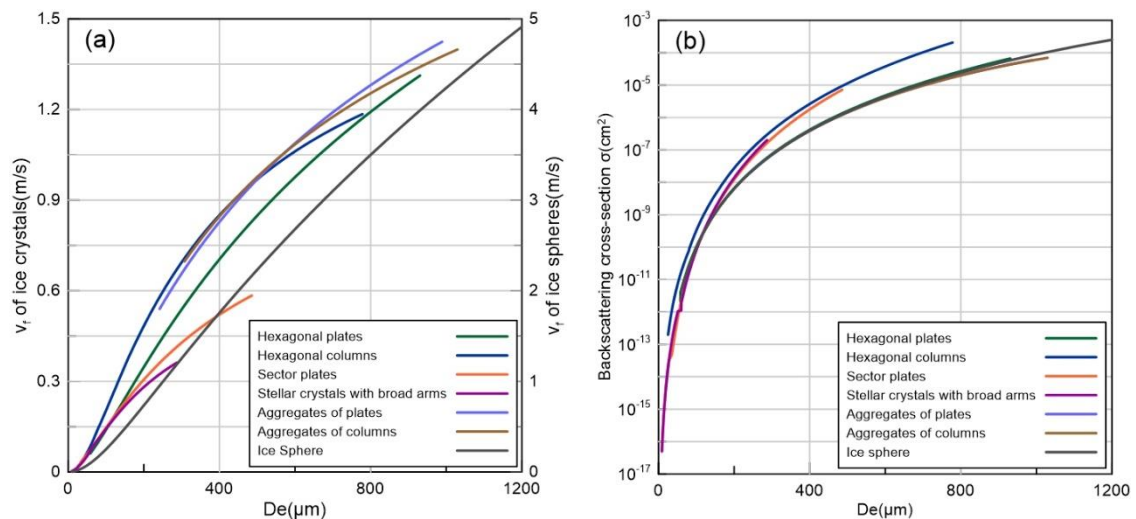 (a)
1.5
1.2
0.9
0.6
0.3
0
5
4
3
2
1
0
v_f of ice crystals(m/s)
v_f of ice spheres(m/s)
Hexagonal plates
Hexagonal columns
Sector plates
Stellar crystals with broad arms
Aggregates of plates
Aggregates of columns
Ice Sphere
0 400 800 1200
De(μm)
(b)
10⁻³
10⁻⁵
10⁻⁷
10⁻⁹
10⁻¹¹
10⁻¹³
10⁻¹⁵
10⁻¹⁷
Backscattering cross-section σ(cm²)
Hexagonal plates
Hexagonal columns
Sector plates
Stellar crystals with broad arms
Aggregates of plates
Aggregates of columns
Ice sphere
0 400 800 1200
De(μm)